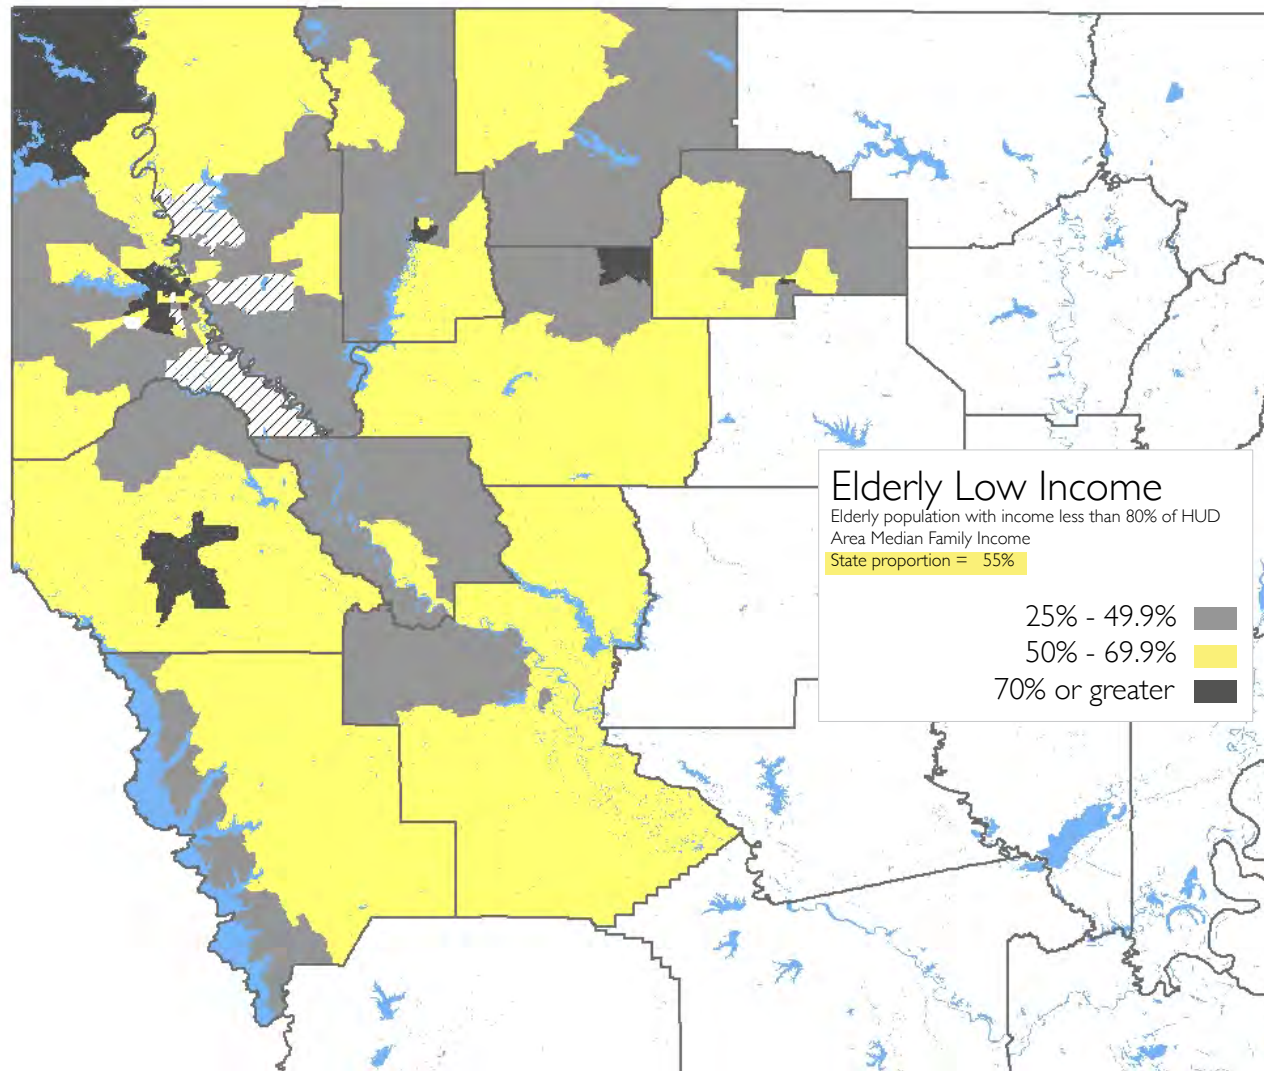 Elderly Low Income
Elderly population with income less than 80% of HUD
Area Median Family Income
State proportion = 55%
25% - 49.9%
50% - 69.9%
70% or greater